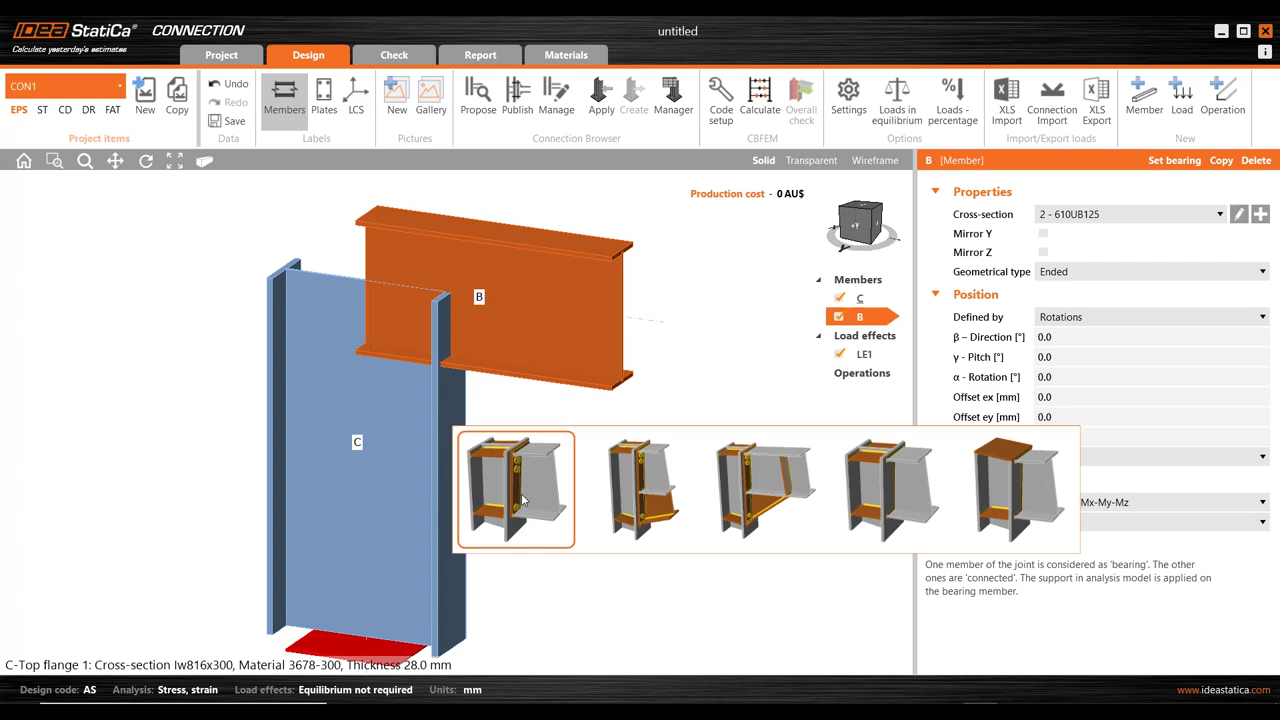 IDEA StatiCa® CONNECTION
Calculate yesterday's estimates
untitled
Project Design Check Report Materials
CON1
EPS ST CD DR FAT
New Copy
Project items
Undo
Redo
Save
Data
Members Plates LCS
Labels
New Gallery
Pictures
Propose Publish Manage Apply Create Manager
Connection Browser
Code setup Calculate Overall check
CBFEM
Settings Loads in equilibrium Loads - percentage
Options
XLS Import Connection Import XLS Export
Import/Export loads
Member Load Operation
New
Solid Transparent Wireframe
B [Member] Set bearing Copy Delete
Production cost - 0 AU$
+Y
Members
C
B
Load effects
LE1
Operations
B
C
Properties
Cross-section 2 - 610UB125
Mirror Y
Mirror Z
Geometrical type Ended
Position
Defined by Rotations
β – Direction [°] 0.0
γ - Pitch [°] 0.0
α - Rotation [°] 0.0
Offset ex [mm] 0.0
Offset ey [mm] 0.0
Mx-My-Mz
One member of the joint is considered as 'bearing'. The other
ones are 'connected'. The support in analysis model is applied on
the bearing member.
C-Top flange 1: Cross-section Iw816x300, Material 3678-300, Thickness 28.0 mm
Design code: AS Analysis: Stress, strain Load effects: Equilibrium not required Units: mm
www.ideastatica.com